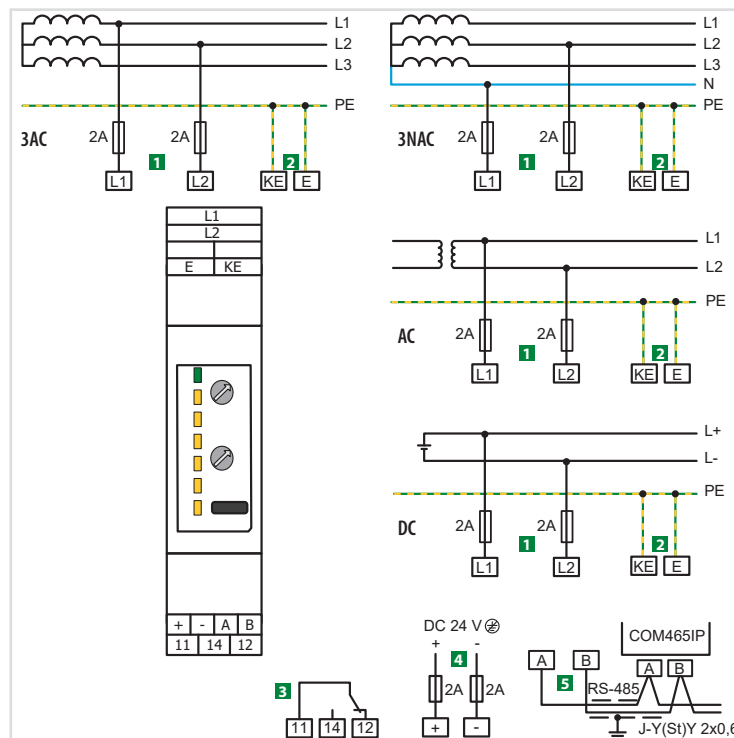 L1
L2
L3
PE
3AC
2A
2A
1
2
L1
L2
KE
E
L1
L2
L3
N
PE
3NAC
2A
2A
1
2
L1
L2
KE
E
L1
L2
E KE
+ - A B
11 14 12
L1
L2
PE
AC
2A
2A
1
2
L1
L2
KE
E
L+
L-
PE
DC
2A
2A
1
2
L1
L2
KE
E
3
11 14 12
DC 24 V
+ -
4
2A 2A
+ -
COM465IP
A B A B
5
RS-485
J-Y(St)Y 2x0,6